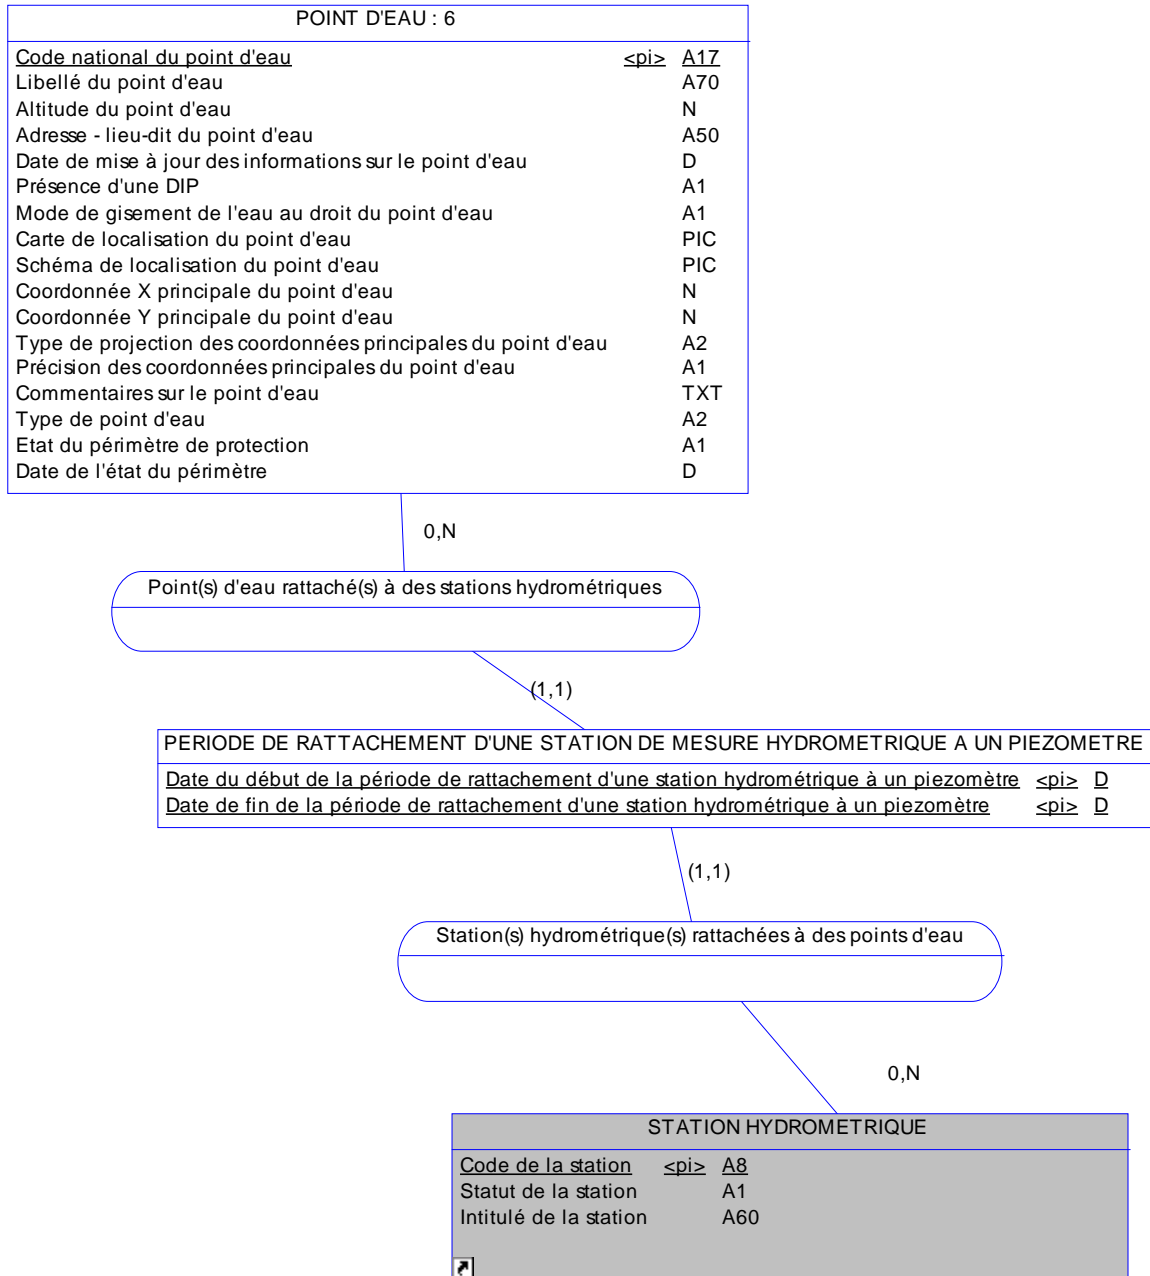 POINT D'EAU : 6
Code national du point d'eau <pi> A17
Libellé du point d'eau A70
Altitude du point d'eau N
Adresse - lieu-dit du point d'eau A50
Date de mise à jour des informations sur le point d'eau D
Présence d'une DIP A1
Mode de gisement de l'eau au droit du point d'eau A1
Carte de localisation du point d'eau PIC
Schéma de localisation du point d'eau PIC
Coordonnée X principale du point d'eau N
Coordonnée Y principale du point d'eau N
Type de projection des coordonnées principales du point d'eau A2
Précision des coordonnées principales du point d'eau A1
Commentaires sur le point d'eau TXT
Type de point d'eau A2
Etat du périmètre de protection A1
Date de l'état du périmètre D
0,N
Point(s) d'eau rattaché(s) à des stations hydrométriques
(1,1)
PERIODE DE RATTACHEMENT D'UNE STATION DE MESURE HYDROMETRIQUE A UN PIEZOMETRE
Date du début de la période de rattachement d'une station hydrométrique à un piezomètre <pi> D
Date de fin de la période de rattachement d'une station hydrométrique à un piezomètre <pi> D
(1,1)
Station(s) hydrométrique(s) rattachées à des points d'eau
0,N
STATION HYDROMETRIQUE
Code de la station <pi> A8
Statut de la station A1
Intitulé de la station A60